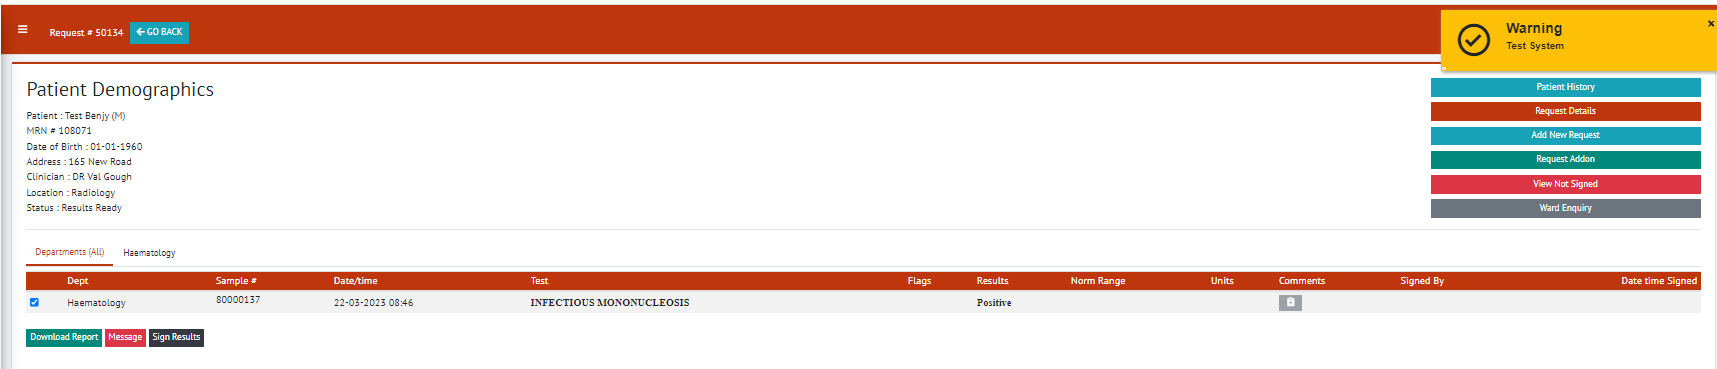 Request # 50134 GO BACK
Warning
Test System
×
Patient Demographics
Patient : Test Benjy (M)
MRN # 108071
Date of Birth : 01-01-1960
Address : 165 New Road
Clinician : DR Val Gough
Location : Radiology
Status : Results Ready
Patient History
Request Details
Add New Request
Request Addon
View Not Signed
Ward Enquiry
Departments (All) Haematology
Dept Sample # Date/time Test Flags Results Norm Range Units Comments Signed By Date time Signed
Haematology 80000137 22-03-2023 08:46 INFECTIOUS MONONUCLEOSIS Positive
Download Report Message Sign Results